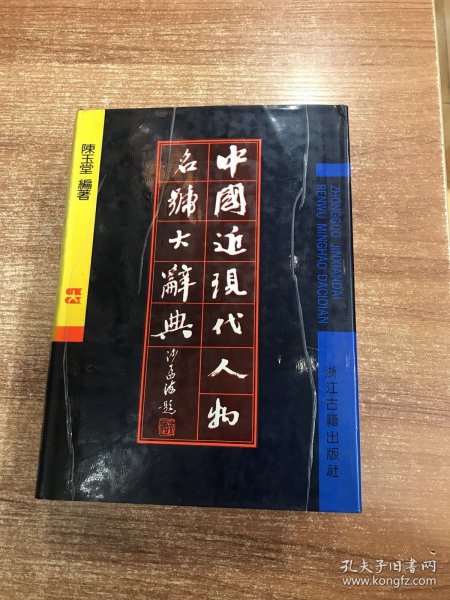 中國近現代人物
名號大辭典
沙孟海題
陳玉堂 編著
ZHONGGUO JINXIANDAI
RENWU MINGHAO DACIDIAN
浙江古籍出版社
孔夫子旧书网
www.kongfz.com